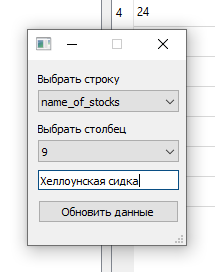 4 24
Выбрать строку
name_of_stocks
Выбрать столбец
9
Хеллоунская сидка
Обновить данные